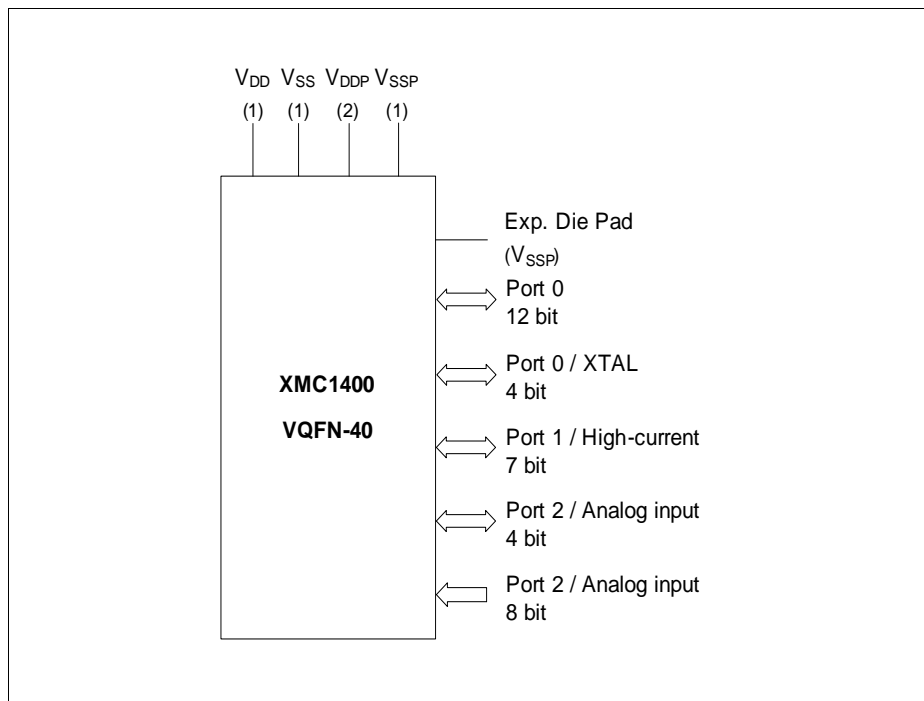 VDD VSS VDDP VSSP
(1) (1) (2) (1)
Exp. Die Pad
(VSSP)
Port 0
12 bit
Port 0 / XTAL
4 bit
XMC1400
Port 1 / High-current
VQFN-40
7 bit
Port 2 / Analog input
4 bit
Port 2 / Analog input
8 bit